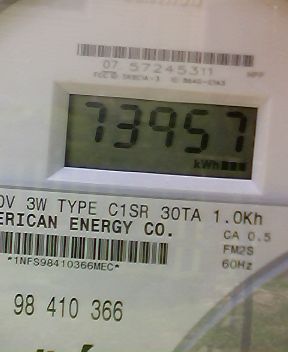 07 57245311
73957
kWh
0V 3W TYPE C1SR 30TA 1.0Kh
ERICAN ENERGY CO.
CA 0.5
FM2S
60Hz
*1NFS98410366MEC*
98 410 366